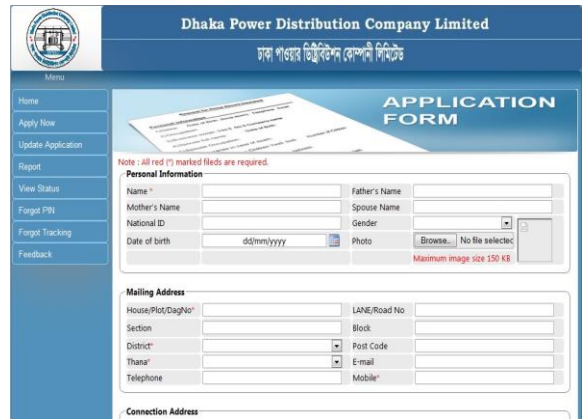 Dhaka Power Distribution Company Limited
ঢাকা পাওয়ার ডিষ্ট্রিবিউশন কোম্পানী লিমিটেড
Menu
Home
Apply Now
Update Application
Report
View Status
Forgot PIN
Forgot Tracking
Feedback
APPLICATION
FORM
Note : All red (*) marked fileds are required.
Personal Information
Name * Father's Name
Mother's Name Spouse Name
National ID Gender
Date of birth dd/mm/yyyy Photo Browse.. No file selected
Maximum image size 150 KB
Mailing Address
House/Plot/DagNo* LANE/Road No
Section Block
District* Post Code
Thana* E-mail
Telephone Mobile*
Connection Address